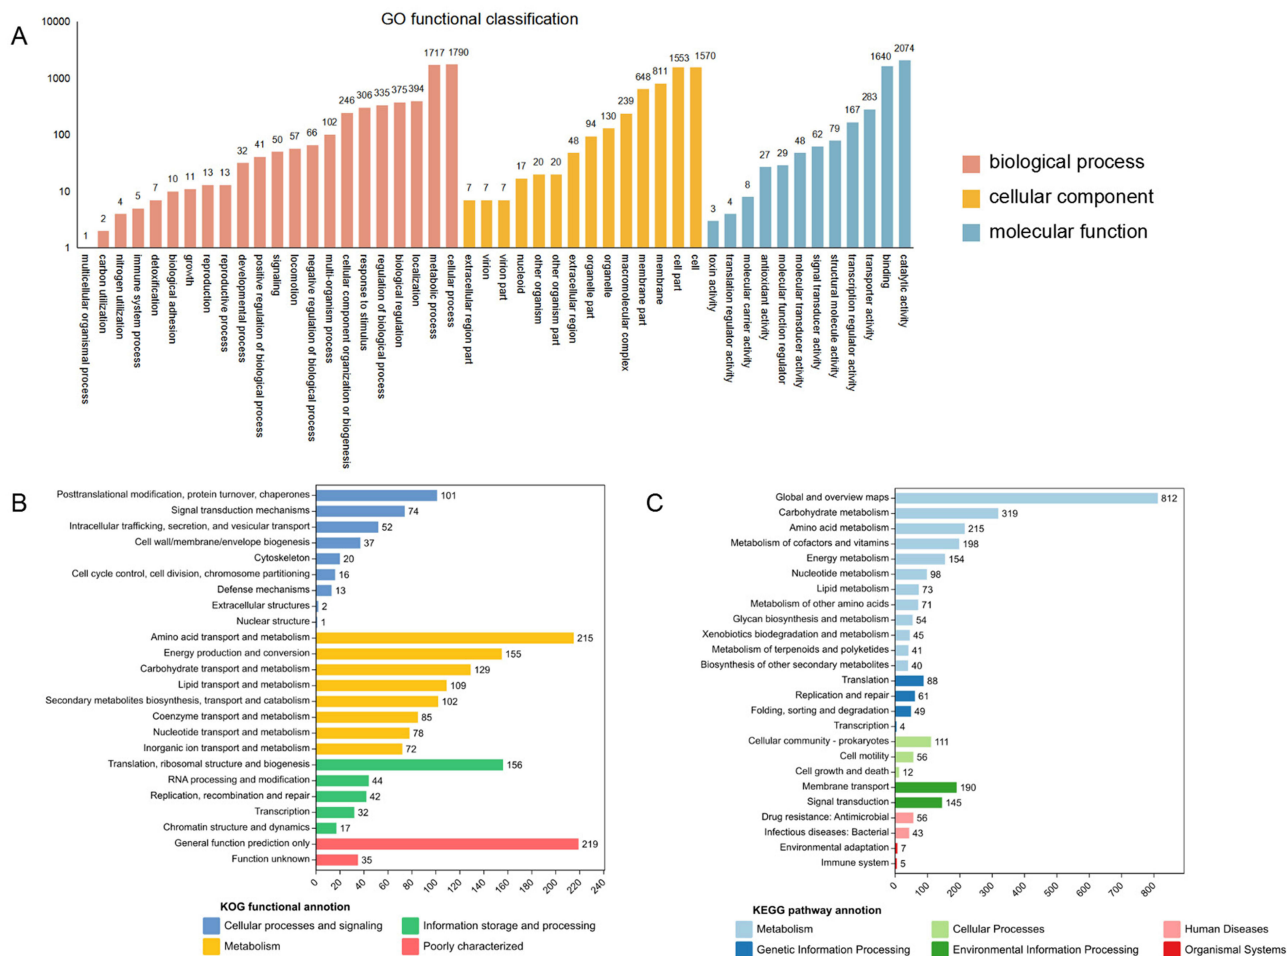 A
GO functional classification
10000
1000
100
10
1
1
2
4
5
7
10
11
13
13
32
41
50
57
66
102
246
306
335
375
394
1717
1790
7
7
7
17
20
20
48
94
130
239
648
811
1553
1570
3
4
8
27
29
48
62
79
167
283
1640
2074
multicellular organismal process
carbon utilization
nitrogen utilization
immune system process
detoxification
biological adhesion
growth
reproduction
reproductive process
developmental process
positive regulation of biological process
signaling
locomotion
negative regulation of biological process
multi-organism process
cellular component organization or biogenesis
response to stimulus
regulation of biological process
biological regulation
localization
metabolic process
cellular process
extracellular region part
virion
virion part
nucleoid
other organism
other organism part
extracellular region
organelle part
organelle
macromolecular complex
membrane part
membrane
cell part
cell
toxin activity
translation regulator activity
molecular carrier activity
antioxidant activity
molecular function regulator
molecular transducer activity
signal transducer activity
structural molecule activity
transcription regulator activity
transporter activity
binding
catalytic activity
biological process
cellular component
molecular function
B
Posttranslational modification, protein turnover, chaperones 101
Signal transduction mechanisms 74
Intracellular trafficking, secretion, and vesicular transport 52
Cell wall/membrane/envelope biogenesis 37
Cytoskeleton 20
Cell cycle control, cell division, chromosome partitioning 16
Defense mechanisms 13
Extracellular structures 2
Nuclear structure 1
Amino acid transport and metabolism 215
Energy production and conversion 155
Carbohydrate transport and metabolism 129
Lipid transport and metabolism 109
Secondary metabolites biosynthesis, transport and catabolism 102
Coenzyme transport and metabolism 85
Nucleotide transport and metabolism 78
Inorganic ion transport and metabolism 72
Translation, ribosomal structure and biogenesis 156
RNA processing and modification 44
Replication, recombination and repair 42
Transcription 32
Chromatin structure and dynamics 17
General function prediction only 219
Function unknown 35
0 20 40 60 80 100 120 140 160 180 200 220 240
KOG functional annotion
Cellular processes and signaling
Information storage and processing
Metabolism
Poorly characterized
C
Global and overview maps 812
Carbohydrate metabolism 319
Amino acid metabolism 215
Metabolism of cofactors and vitamins 198
Energy metabolism 154
Nucleotide metabolism 98
Lipid metabolism 73
Metabolism of other amino acids 71
Glycan biosynthesis and metabolism 54
Xenobiotics biodegradation and metabolism 45
Metabolism of terpenoids and polyketides 41
Biosynthesis of other secondary metabolites 40
Translation 88
Replication and repair 61
Folding, sorting and degradation 49
Transcription 4
Cellular community - prokaryotes 111
Cell motility 56
Cell growth and death 12
Membrane transport 190
Signal transduction 145
Drug resistance: Antimicrobial 56
Infectious diseases: Bacterial 43
Environmental adaptation 7
Immune system 5
0 100 200 300 400 500 600 700 800
KEGG pathway annotion
Metabolism
Cellular Processes
Human Diseases
Genetic Information Processing
Environmental Information Processing
Organismal Systems